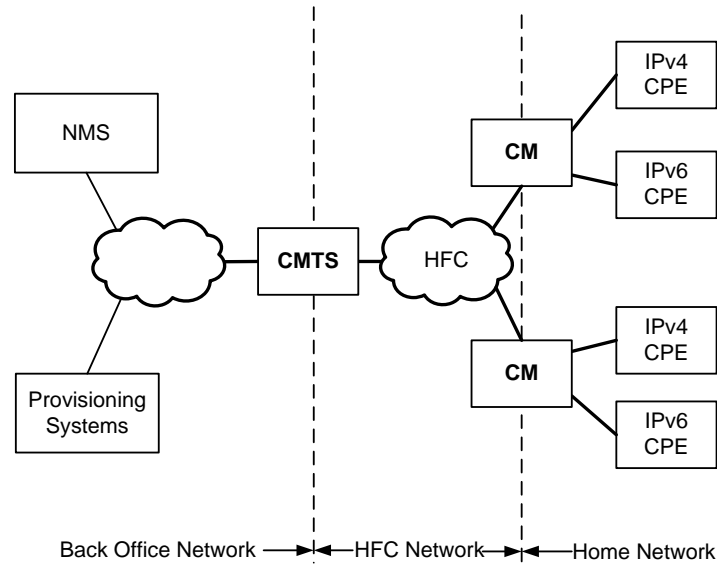 NMS
Provisioning
Systems
CMTS
HFC
CM
IPv4
CPE
IPv6
CPE
CM
IPv4
CPE
IPv6
CPE
Back Office Network
HFC Network
Home Network